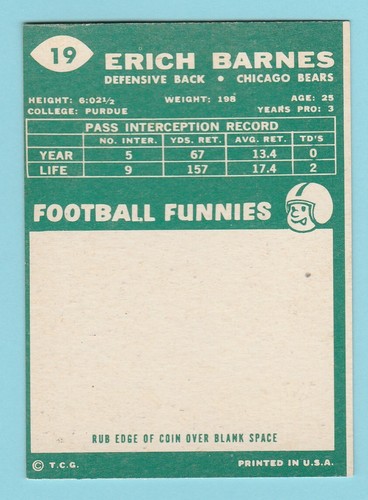 19 ERICH BARNES
DEFENSIVE BACK • CHICAGO BEARS
HEIGHT: 6:02½ WEIGHT: 198 AGE: 25
COLLEGE: PURDUE YEARS PRO: 3
PASS INTERCEPTION RECORD
NO. INTER. YDS. RET. AVG. RET. TD'S
YEAR 5 67 13.4 0
LIFE 9 157 17.4 2
FOOTBALL FUNNIES
RUB EDGE OF COIN OVER BLANK SPACE
© T.C.G. PRINTED IN U.S.A.